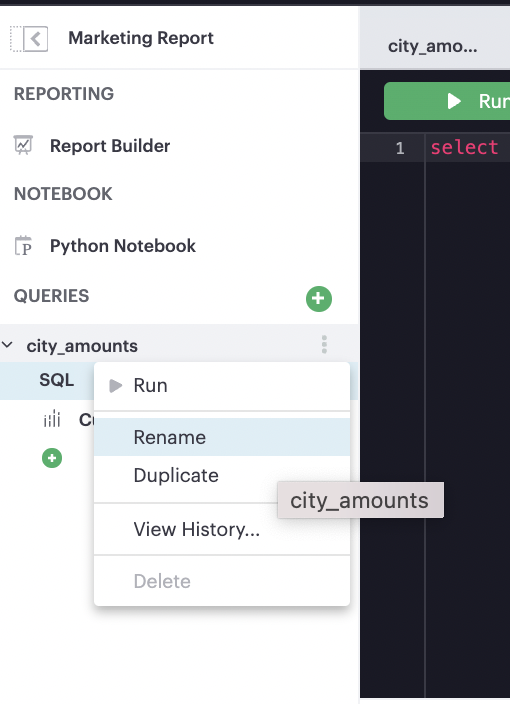 Marketing Report
city_amo...
REPORTING
Run
Report Builder
1 select
NOTEBOOK
P Python Notebook
QUERIES
city_amounts
SQL
Run
Rename
Duplicate
city_amounts
View History...
Delete